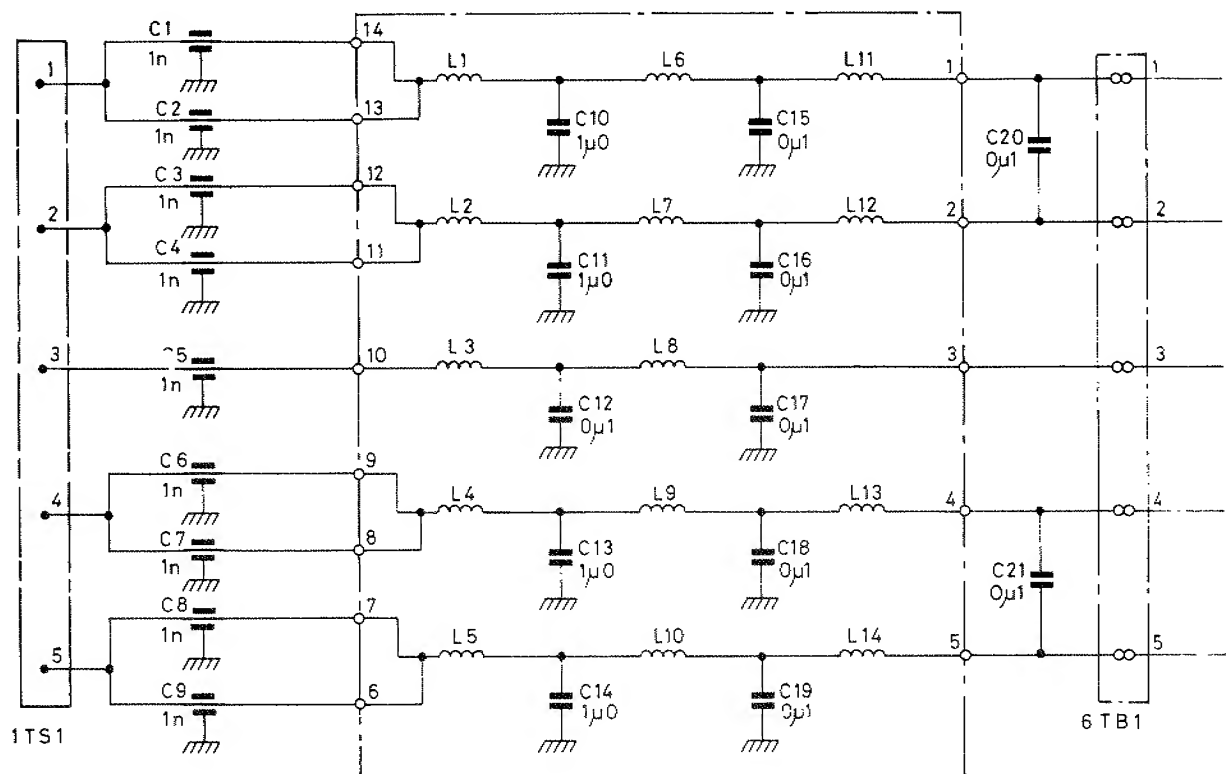 C1 14
1n L1 L6 L11 1 1
1
C2 13 C10 C15 C20
1n 1µ0 0µ1 0µ1
C3 12
1n L2 L7 L12 2 2
2
C4 11 C11 C16
1n 1µ0 0µ1
3 C5 10 L3 L8 3 3
1n
C12 C17
0µ1 0µ1
C6 9
1n L4 L9 L13 4 4
4
C7 8 C13 C18 C21
1n 1µ0 0µ1 0µ1
C8 7
1n L5 L10 L14 5 5
5
C9 6 C14 C19
1n 1µ0 0µ1
1TS1 6TB1